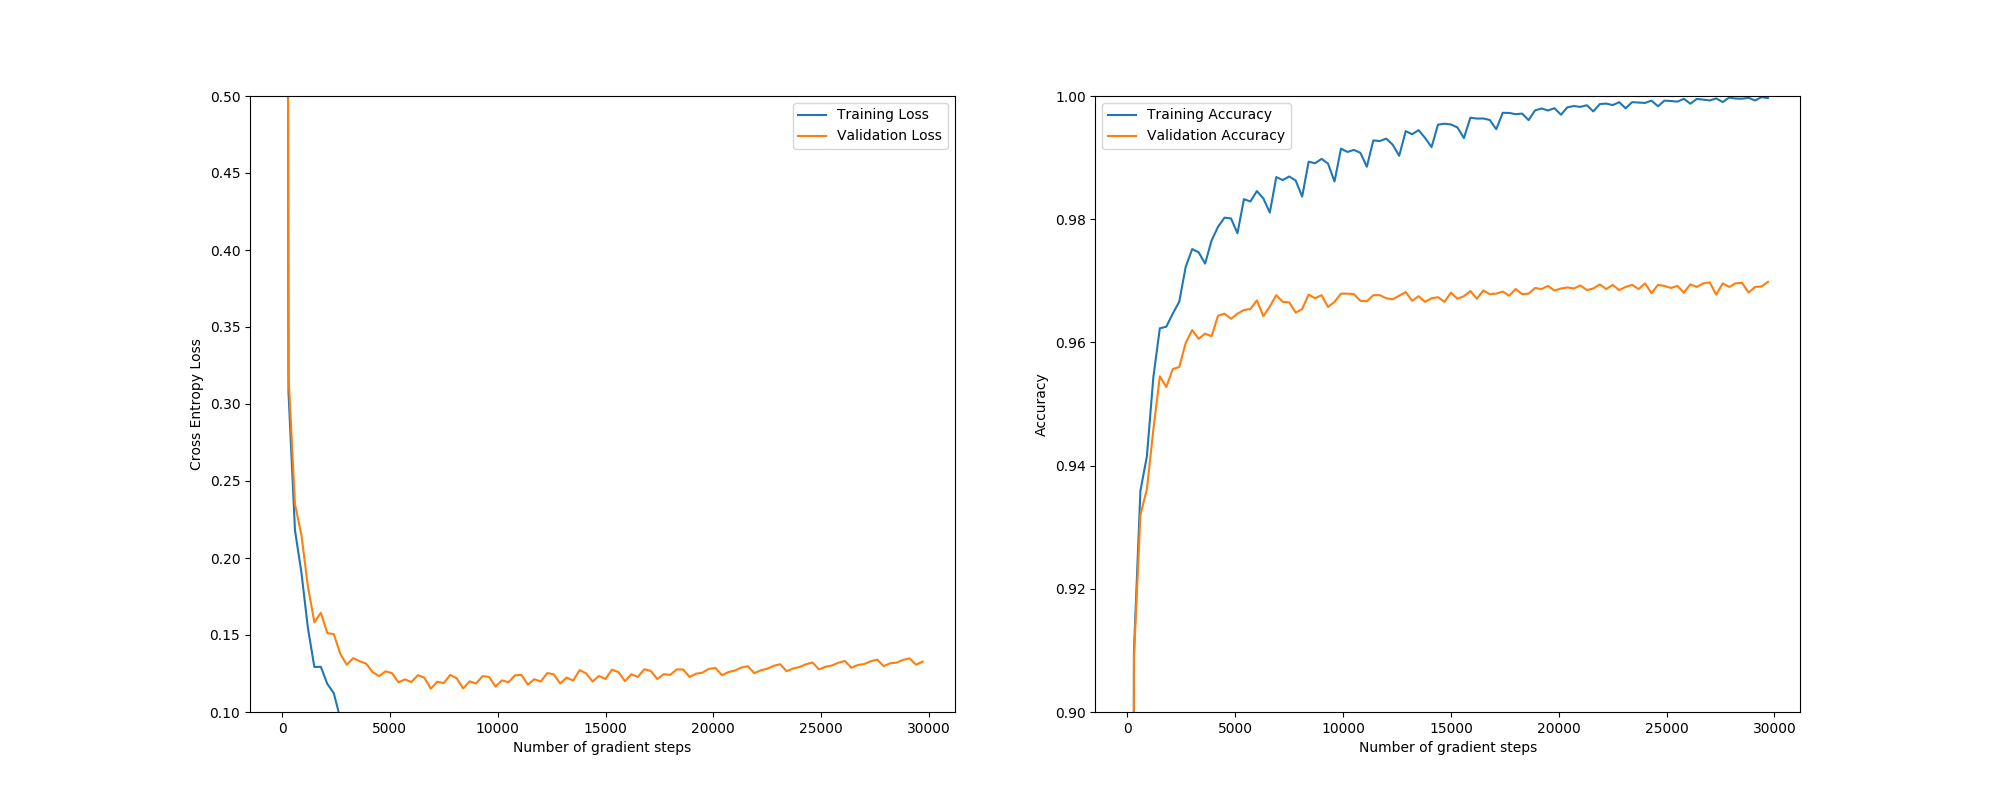 0.50
0.45
0.40
0.35
0.30
0.25
0.20
0.15
0.10
Cross Entropy Loss
Training Loss
Validation Loss
0 5000 10000 15000 20000 25000 30000
Number of gradient steps
1.00
0.98
0.96
0.94
0.92
0.90
Accuracy
Training Accuracy
Validation Accuracy
0 5000 10000 15000 20000 25000 30000
Number of gradient steps